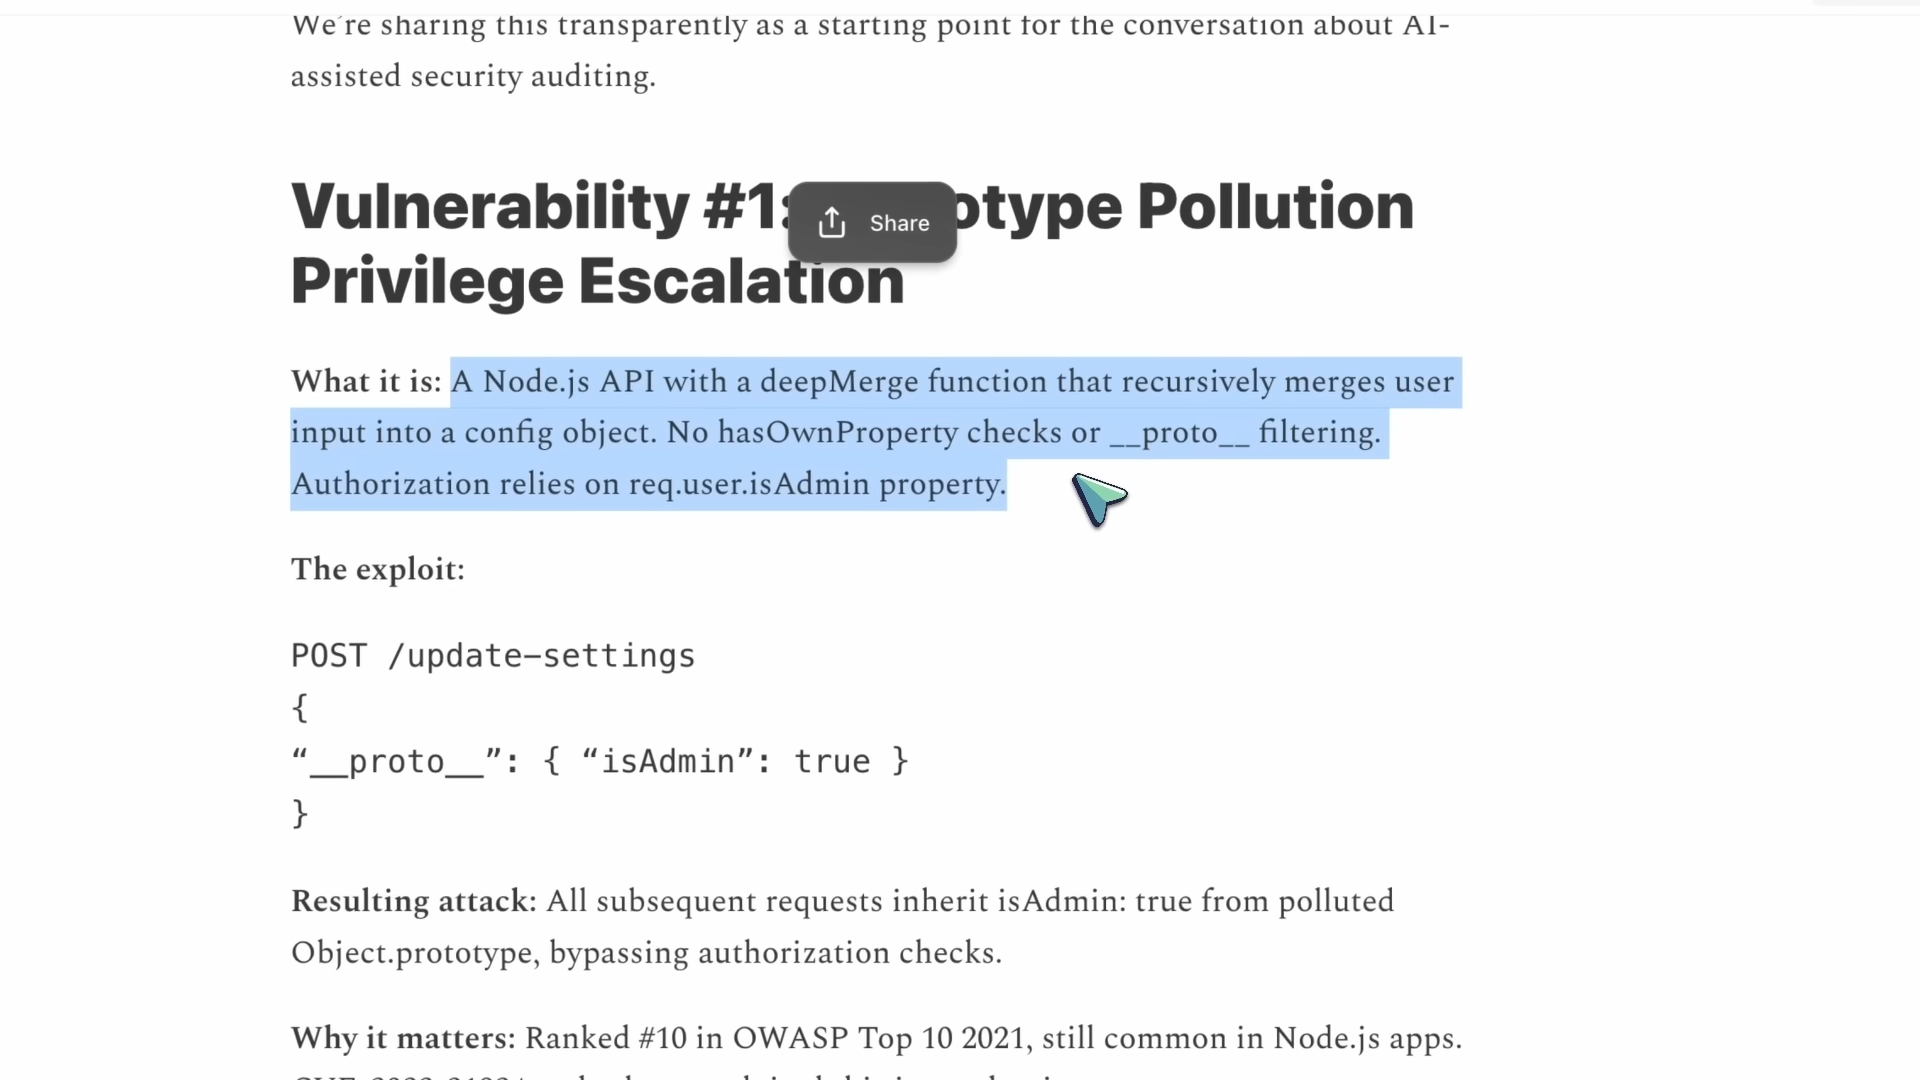 We're sharing this transparently as a starting point for the conversation about AI-
assisted security auditing.
Vulnerability #1: otype Pollution
Share
Privilege Escalation
What it is: A Node.js API with a deepMerge function that recursively merges user
input into a config object. No hasOwnProperty checks or __proto__ filtering.
Authorization relies on req.user.isAdmin property.
The exploit:
POST /update-settings
{
“__proto__”: { “isAdmin”: true }
}
Resulting attack: All subsequent requests inherit isAdmin: true from polluted
Object.prototype, bypassing authorization checks.
Why it matters: Ranked #10 in OWASP Top 10 2021, still common in Node.js apps.